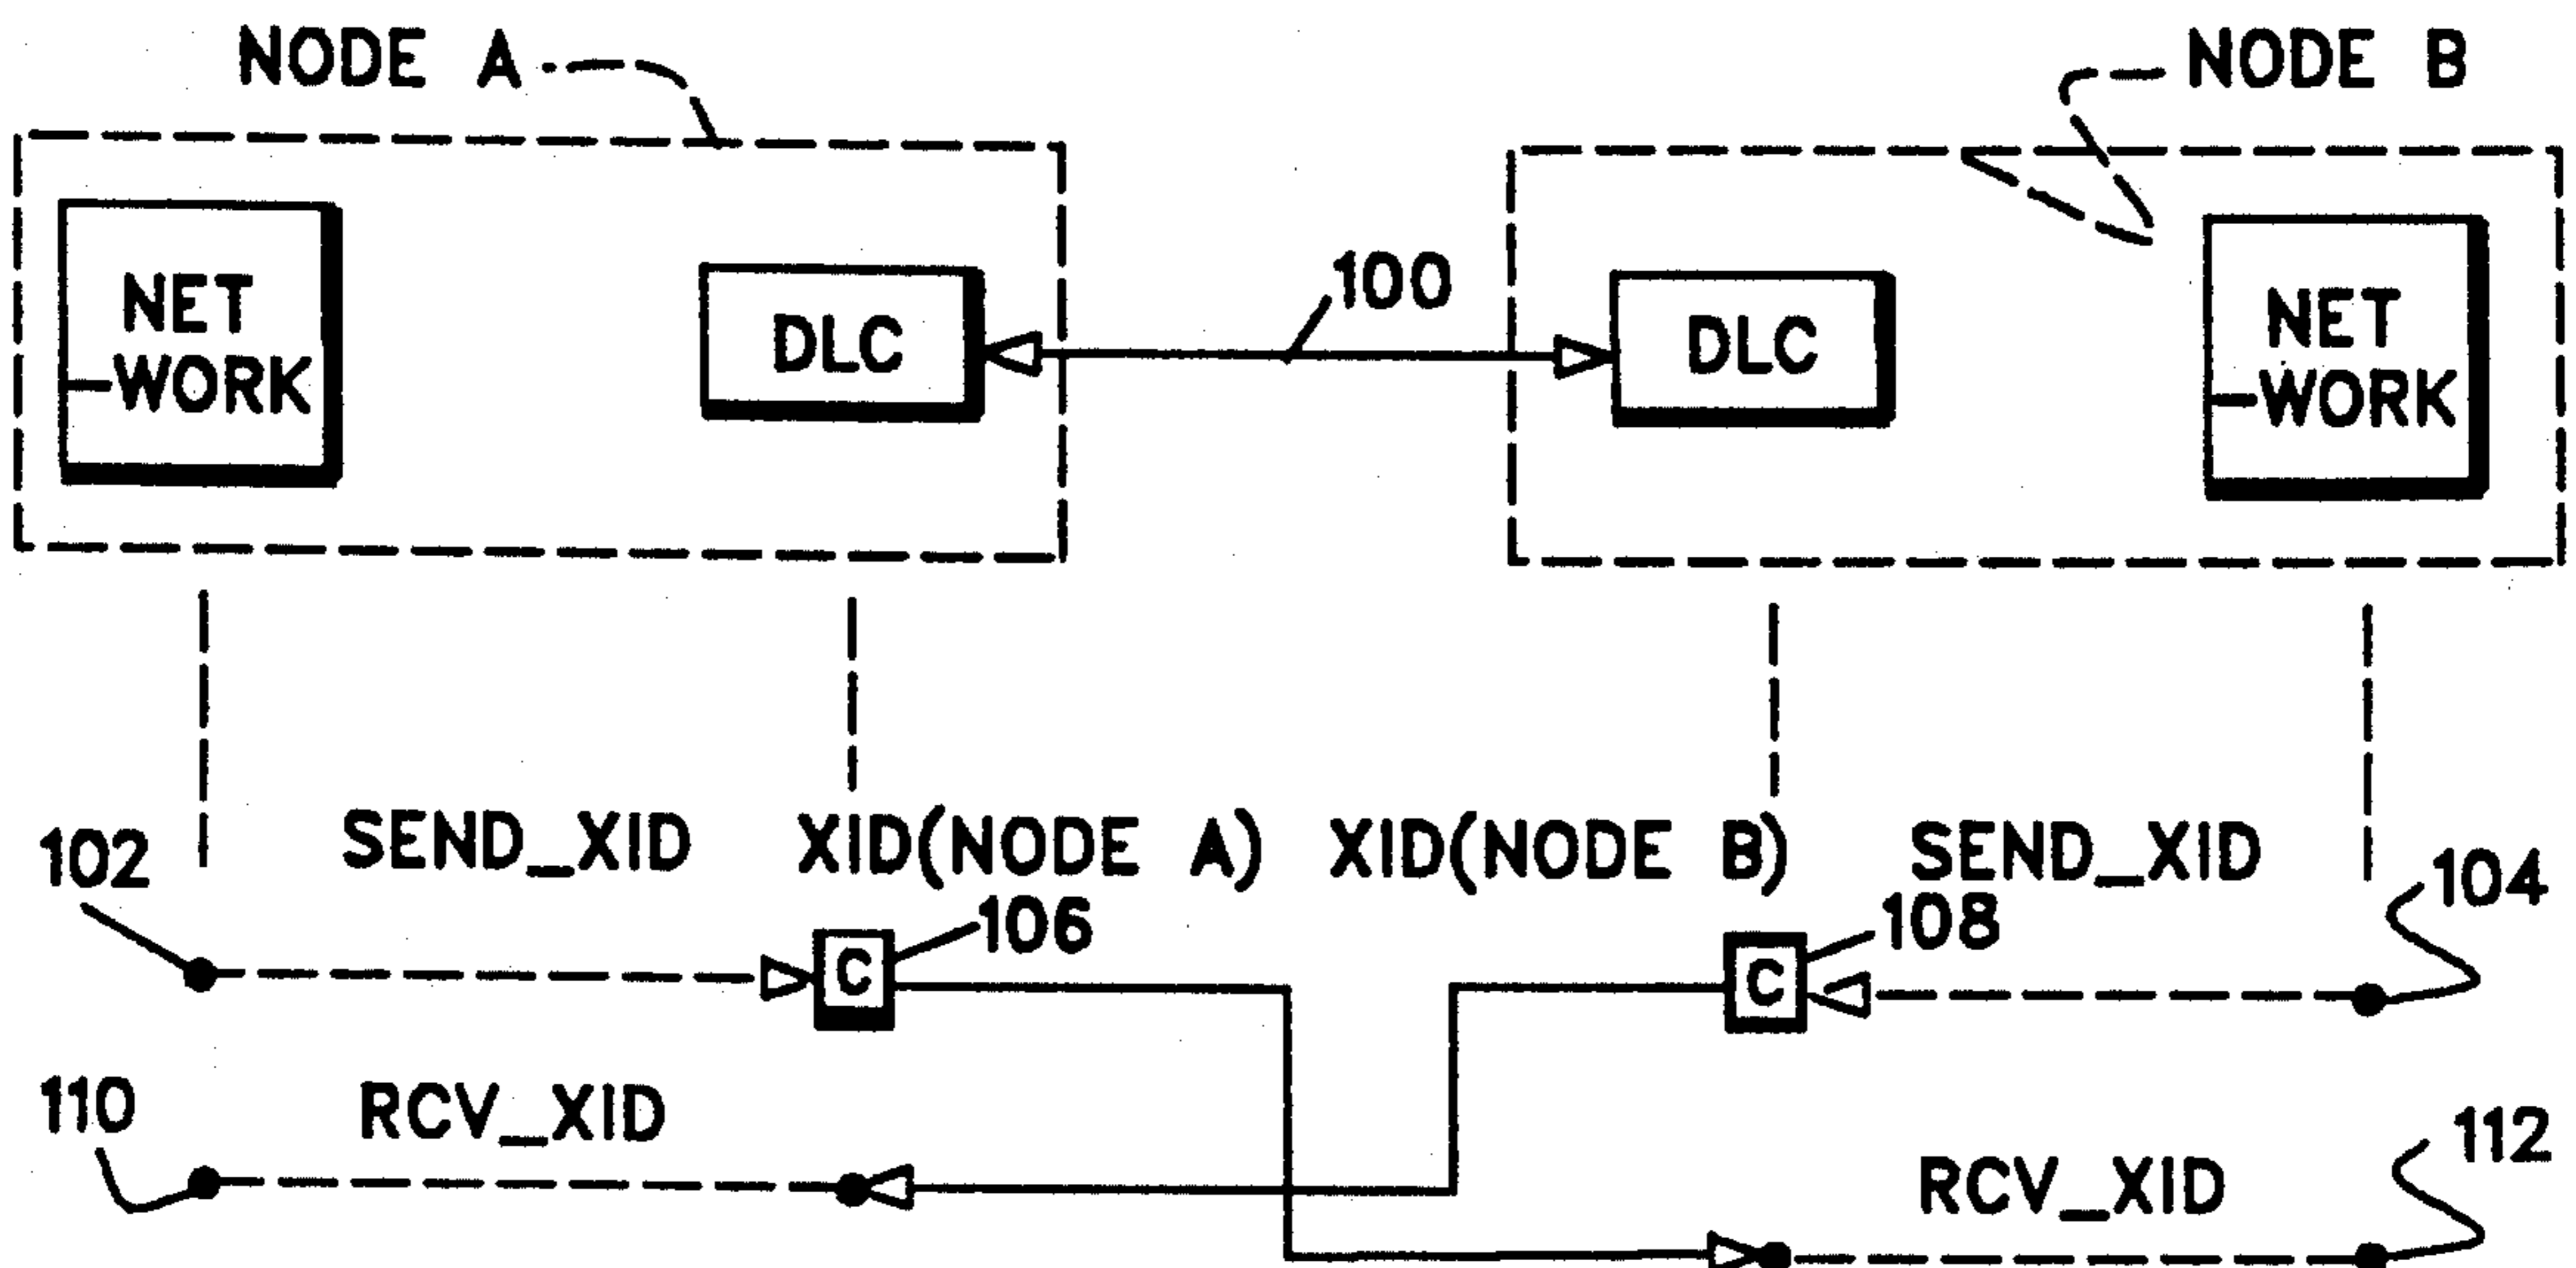 NODE A
NODE B
NET
WORK
DLC
100
DLC
NET
WORK
102
SEND_XID
XID(NODE A)
XID(NODE B)
SEND_XID
104
C
106
C
108
110
RCV_XID
RCV_XID
112